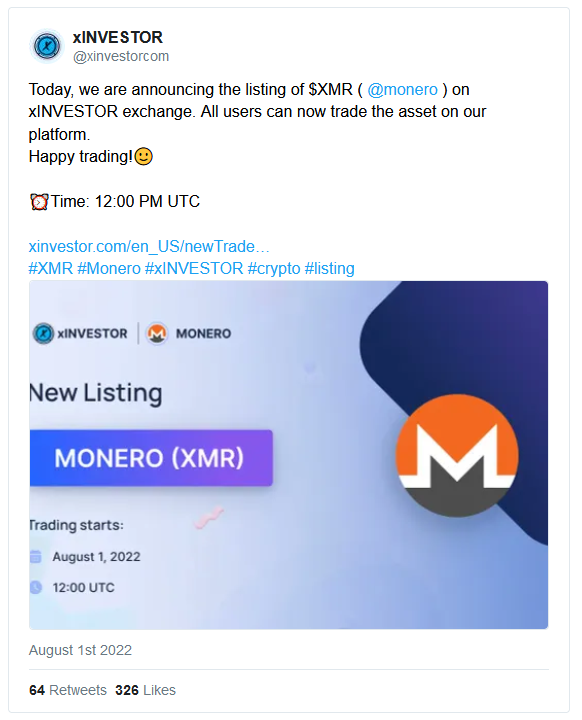 xINVESTOR
@xinvestorcom
Today, we are announcing the listing of $XMR ( @monero ) on
xINVESTOR exchange. All users can now trade the asset on our
platform.
Happy trading!🙂
⏰Time: 12:00 PM UTC
xinvestor.com/en_US/newTrade…
#XMR #Monero #xINVESTOR #crypto #listing
xINVESTOR | MONERO
New Listing
MONERO (XMR)
Trading starts:
August 1, 2022
12:00 UTC
August 1st 2022
64 Retweets 326 Likes